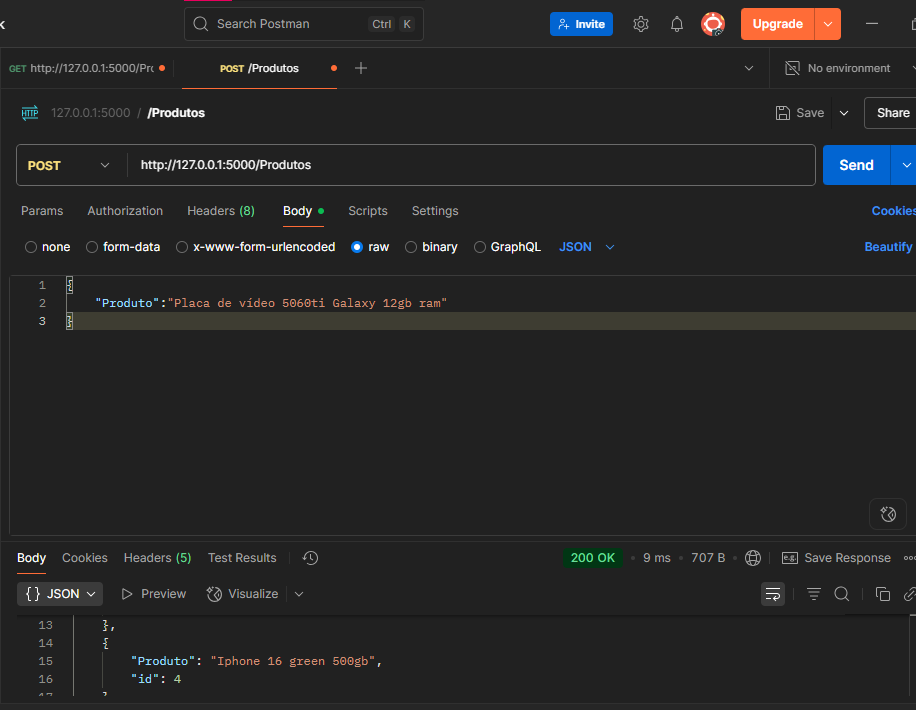 Search Postman Ctrl K Invite Upgrade
GET http://127.0.0.1:5000/Pr POST /Produtos No environment
HTTP 127.0.0.1:5000 / /Produtos Save Share
POST http://127.0.0.1:5000/Produtos Send
Params Authorization Headers (8) Body Scripts Settings Cookies
none form-data x-www-form-urlencoded raw binary GraphQL JSON Beautify
1 {
2 "Produto":"Placa de vídeo 5060ti Galaxy 12gb ram"
3 }
Body Cookies Headers (5) Test Results 200 OK • 9 ms • 707 B • e.g. Save Response
{} JSON Preview Visualize
13 },
14 {
15 "Produto": "Iphone 16 green 500gb",
16 "id": 4
17 }